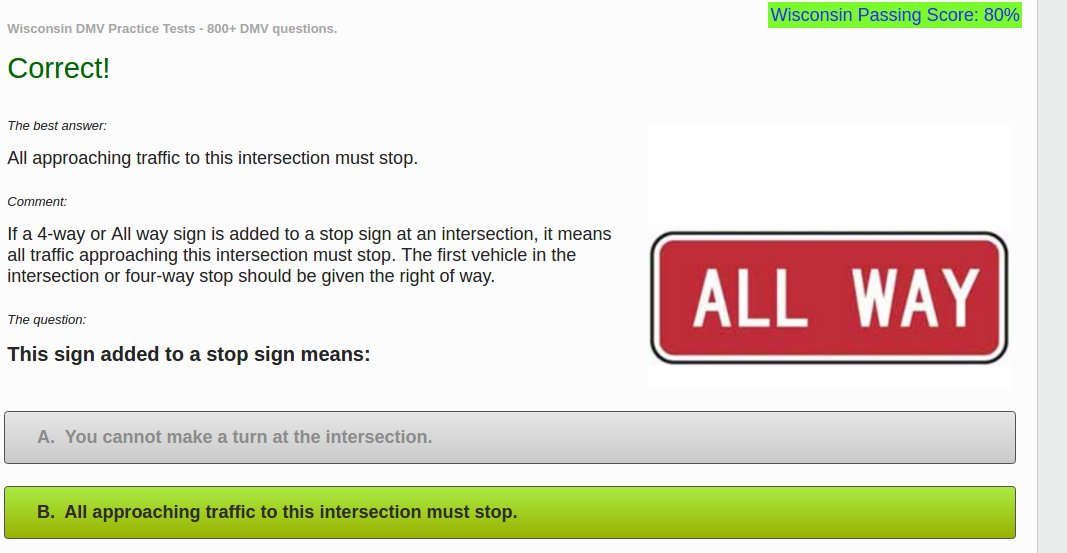 Wisconsin Passing Score: 80%
Wisconsin DMV Practice Tests - 800+ DMV questions.
Correct!
The best answer:
All approaching traffic to this intersection must stop.
Comment:
If a 4-way or All way sign is added to a stop sign at an intersection, it means
all traffic approaching this intersection must stop. The first vehicle in the
intersection or four-way stop should be given the right of way.
The question:
This sign added to a stop sign means:
ALL WAY
A. You cannot make a turn at the intersection.
B. All approaching traffic to this intersection must stop.